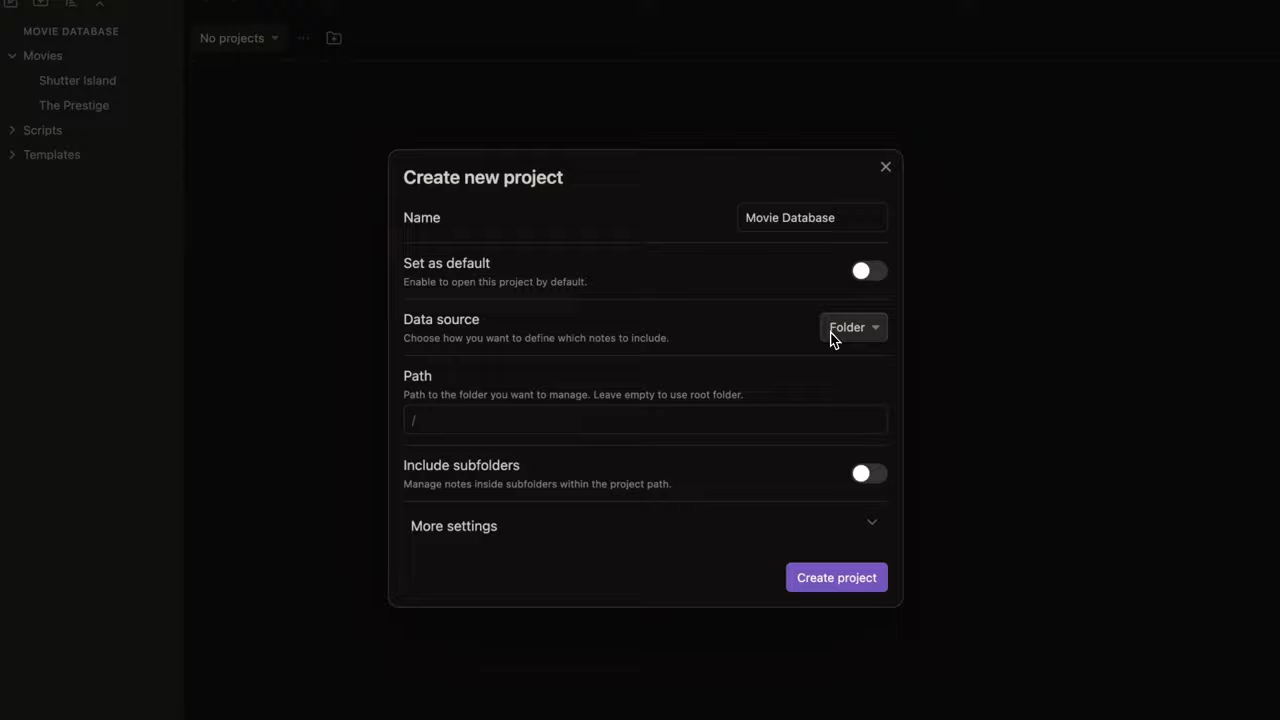 MOVIE DATABASE
Movies
Shutter Island
The Prestige
Scripts
Templates
No projects
Create new project
Name
Movie Database
Set as default
Enable to open this project by default.
Data source
Choose how you want to define which notes to include.
Folder
Path
Path to the folder you want to manage. Leave empty to use root folder.
/
Include subfolders
Manage notes inside subfolders within the project path.
More settings
Create project